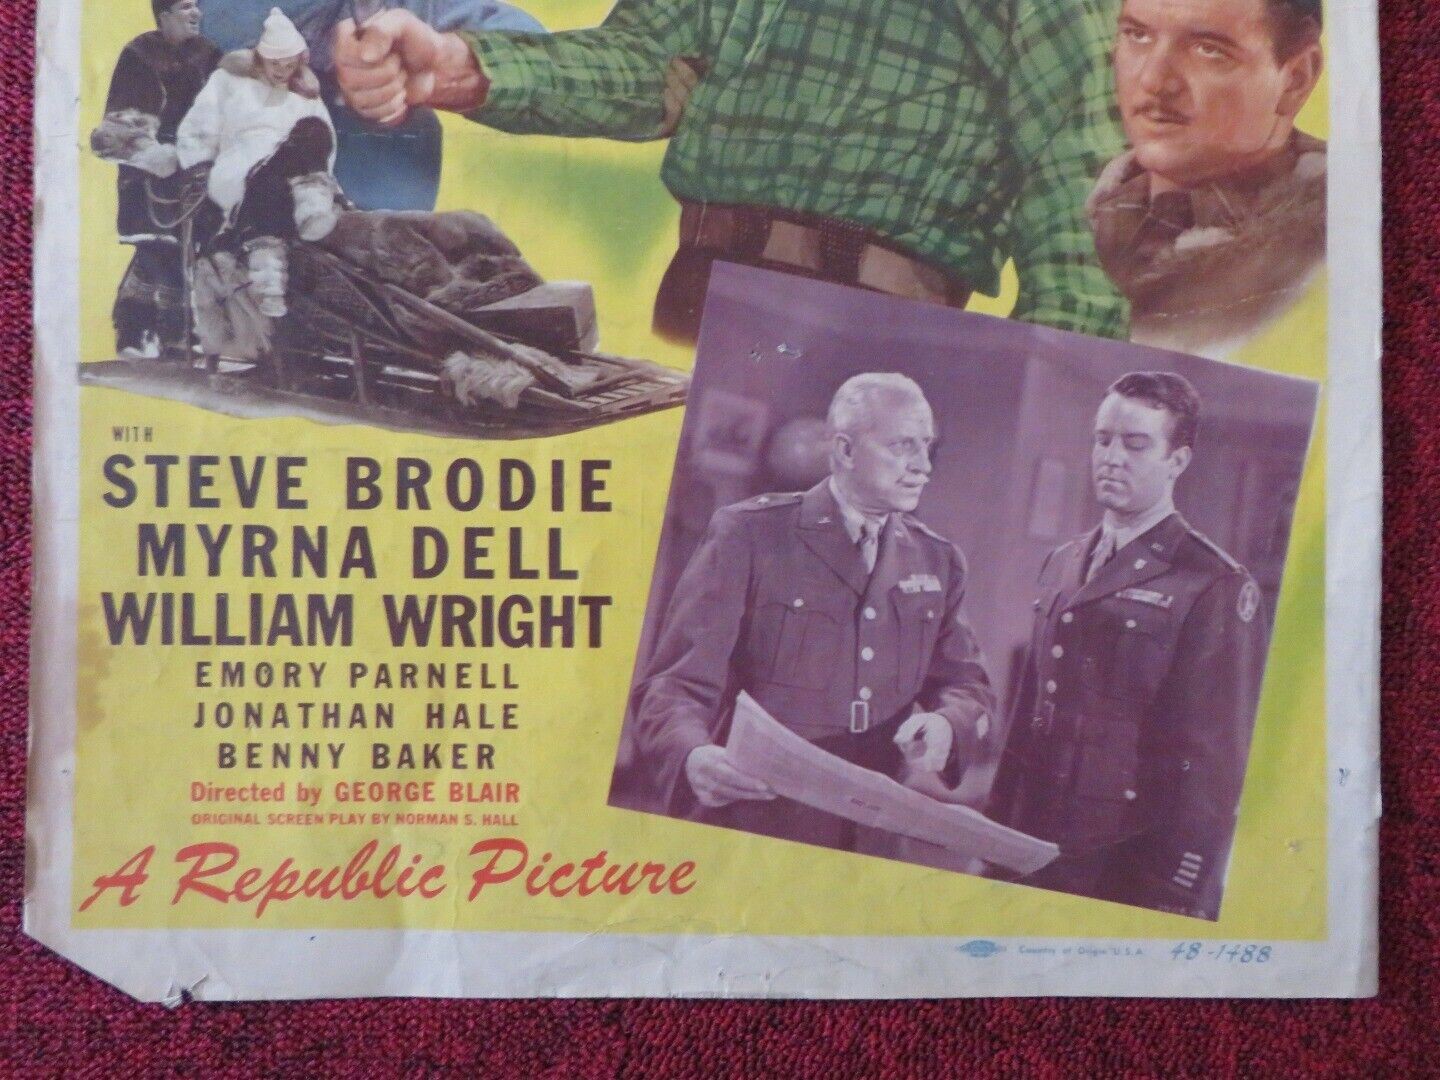 WITH
STEVE BRODIE
MYRNA DELL
WILLIAM WRIGHT
EMORY PARNELL
JONATHAN HALE
BENNY BAKER
Directed by GEORGE BLAIR
ORIGINAL SCREEN PLAY BY NORMAN S. HALL
A Republic Picture
Country of Origin U.S.A.
48-1488